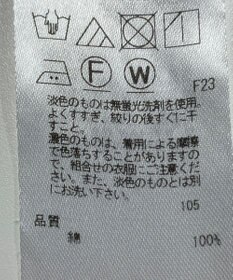 F W
F23
淡色のものは無蛍光洗剤を使用。
よくすすぎ、絞りの後すぐに干
すこと。
濃色のものは、着用による摩擦
で色落ちすることがありますの
で、組合せの衣服にご注意くだ
さい。また、淡色のものとは別
にお洗い下さい。
105
品質
綿 100%